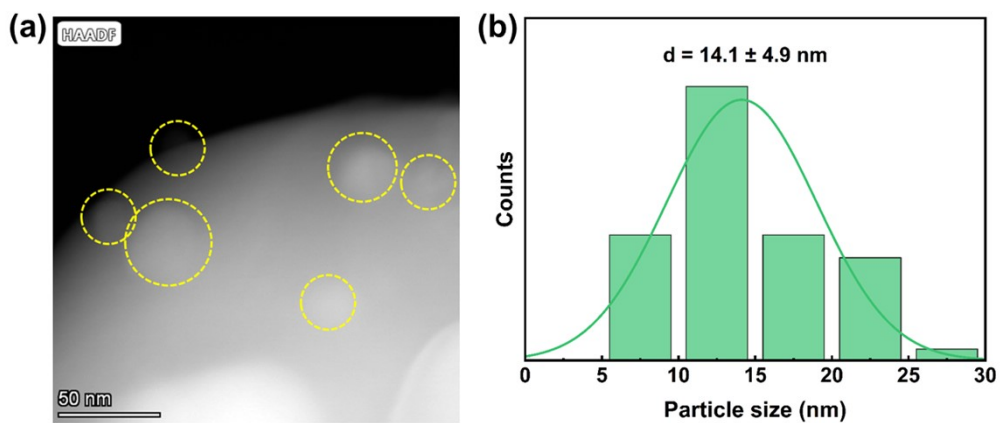 (a)
HAADF
50 nm
(b)
d = 14.1 ± 4.9 nm
Counts
0 5 10 15 20 25 30
Particle size (nm)